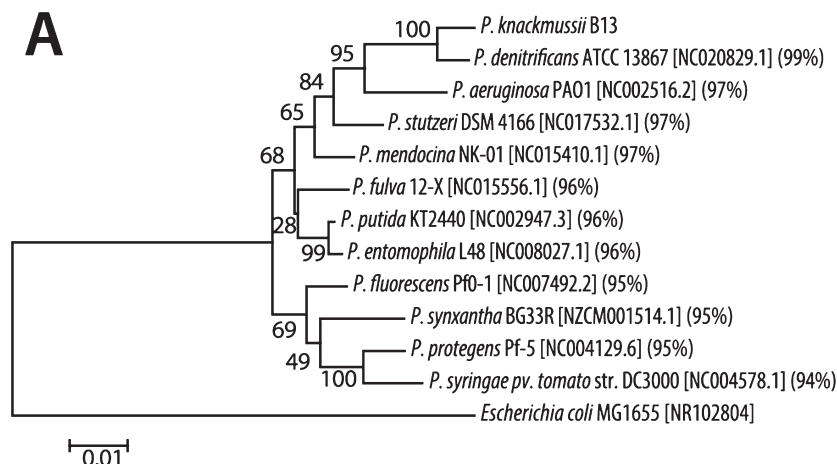 A
100
P. knackmussii B13
95
P. denitrificans ATCC 13867 [NC020829.1] (99%)
84
P. aeruginosa PAO1 [NC002516.2] (97%)
65
P. stutzeri DSM 4166 [NC017532.1] (97%)
68
P. mendocina NK-01 [NC015410.1] (97%)
P. fulva 12-X [NC015556.1] (96%)
28
P. putida KT2440 [NC002947.3] (96%)
99
P. entomophila L48 [NC008027.1] (96%)
P. fluorescens Pf0-1 [NC007492.2] (95%)
69
P. synxantha BG33R [NZCM001514.1] (95%)
49
P. protegens Pf-5 [NC004129.6] (95%)
100
P. syringae pv. tomato str. DC3000 [NC004578.1] (94%)
Escherichia coli MG1655 [NR102804]
0.01